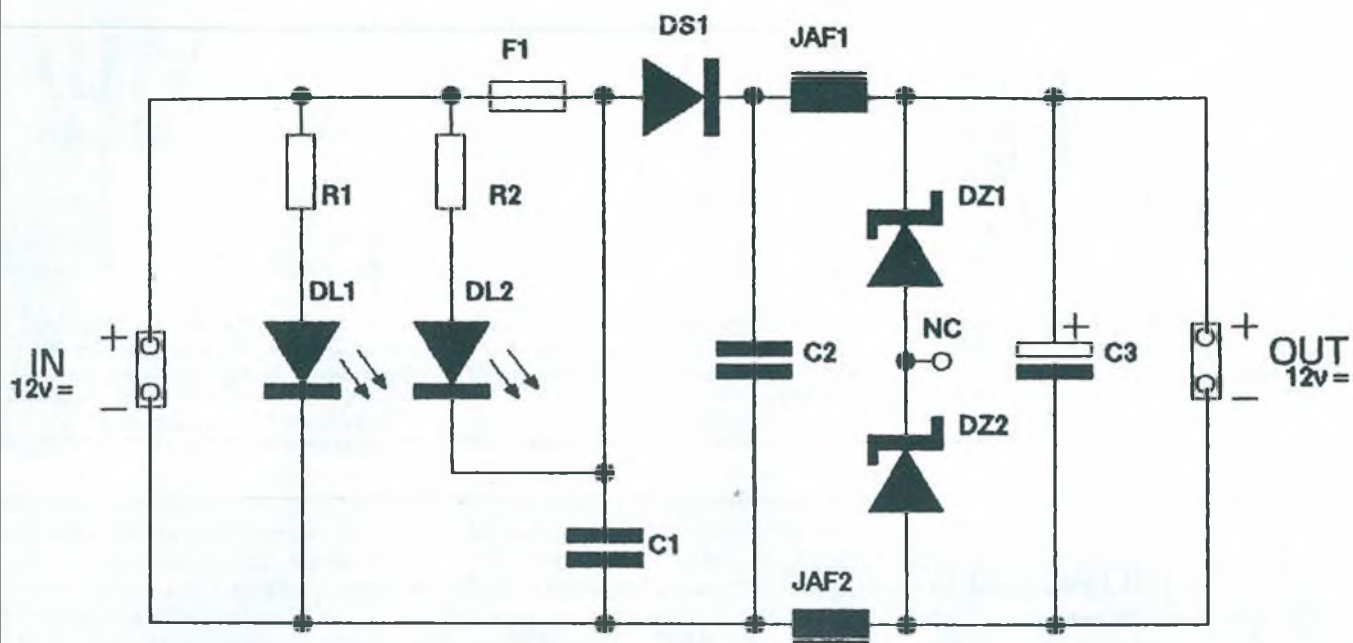 DS1
JAF1
F1
R1
R2
DZ1
DL1
DL2
NC
+
IN
12v=
−
C2
+
C3
+
OUT
12v=
−
DZ2
C1
JAF2